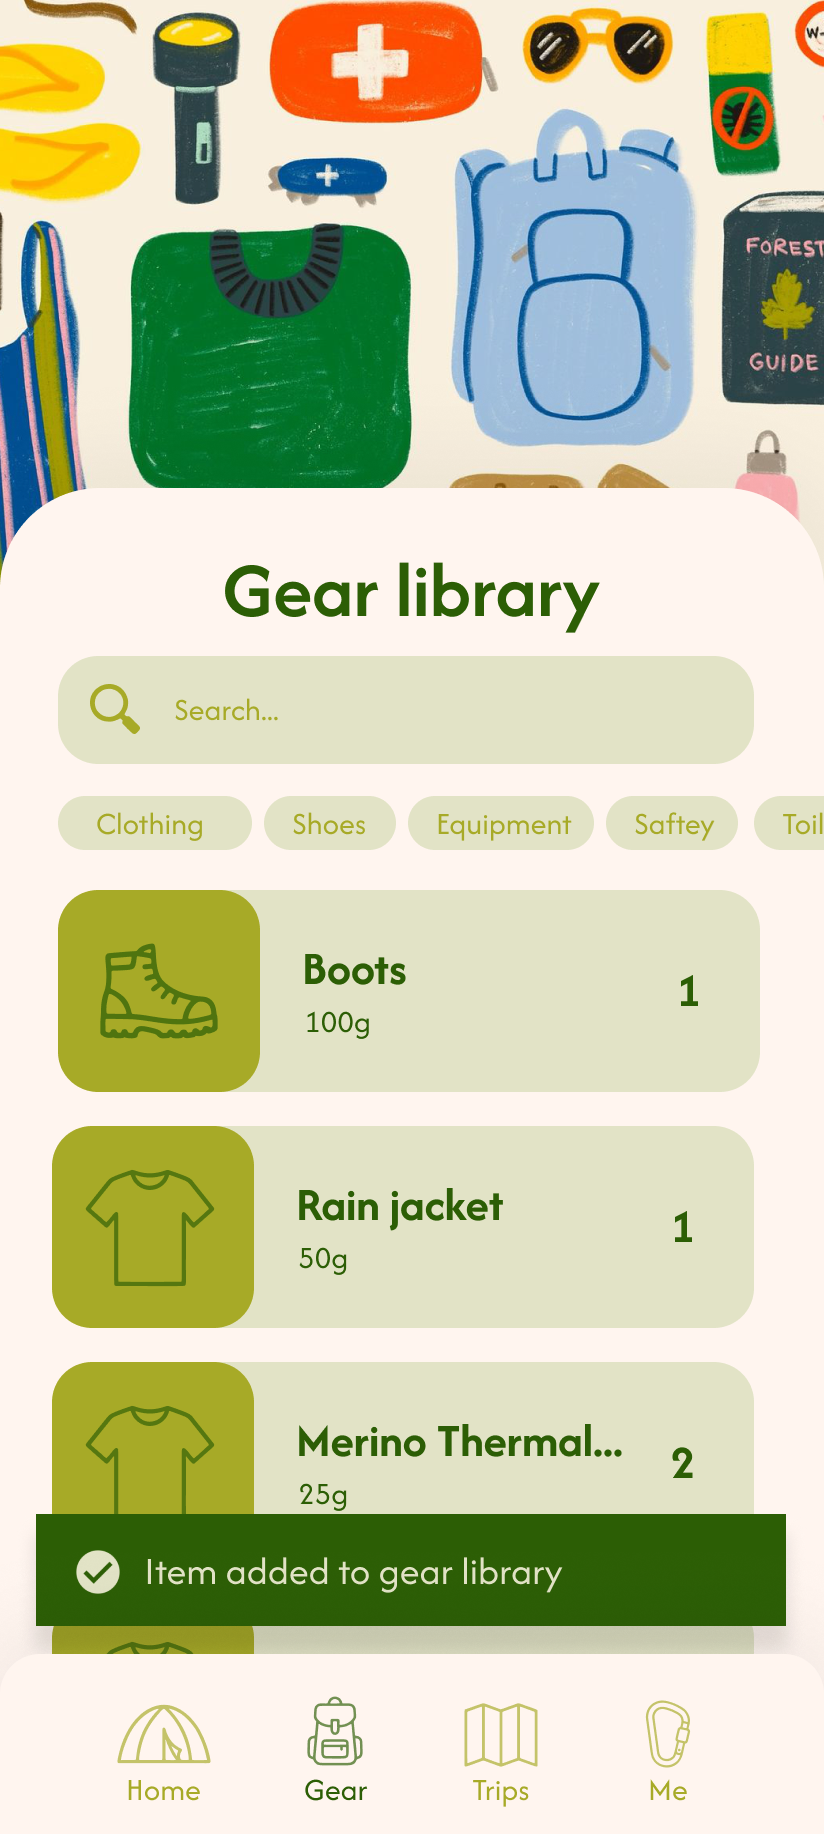 W-
FOREST
GUIDE
Gear library
Search...
Clothing Shoes Equipment Saftey Toil
Boots
100g
1
Rain jacket
50g
1
Merino Thermal...
25g
2
Item added to gear library
Home Gear Trips Me